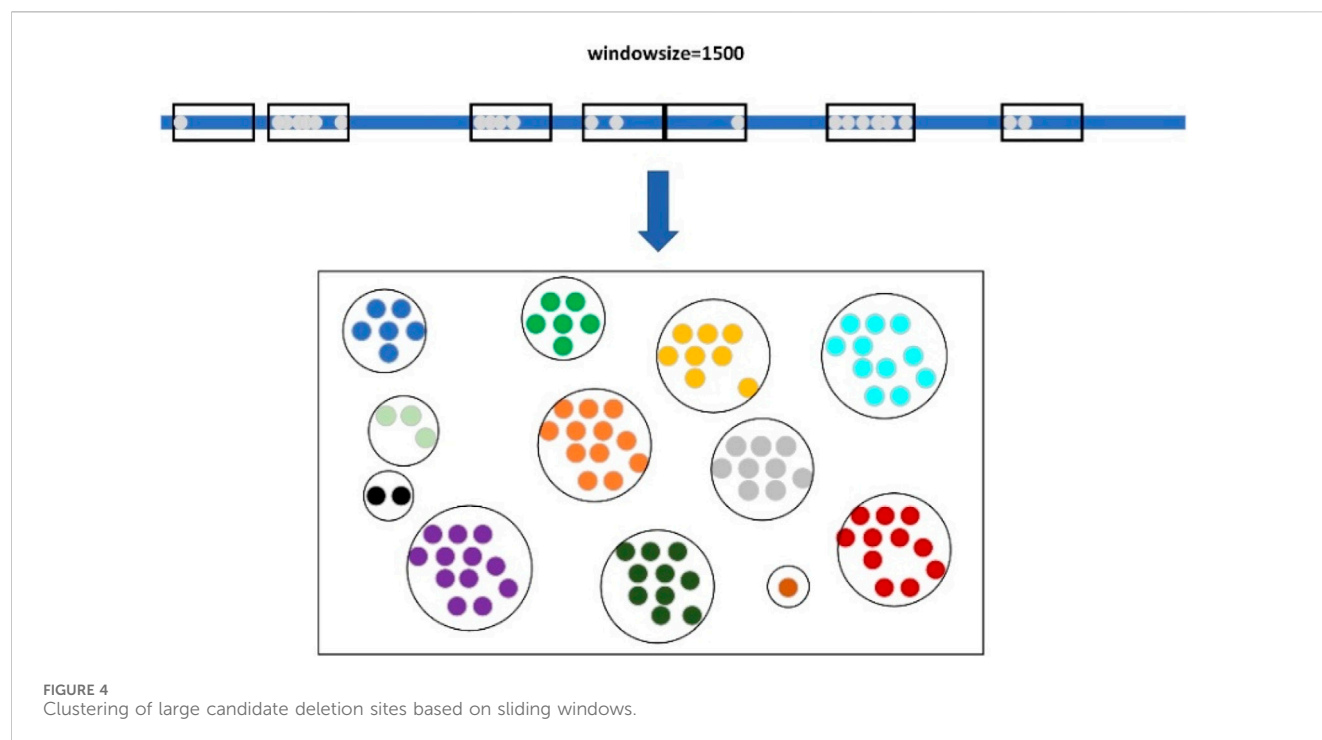 windowsize=1500
FIGURE 4
Clustering of large candidate deletion sites based on sliding windows.